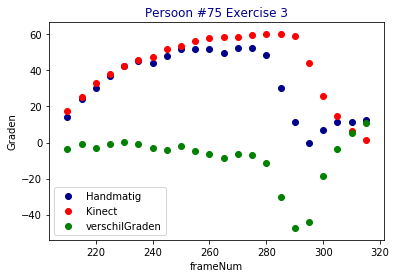 Persoon #75 Exercise 3
Graden
60
40
20
0
−20
−40
Handmatig
Kinect
verschilGraden
220
240
260
280
300
320
frameNum